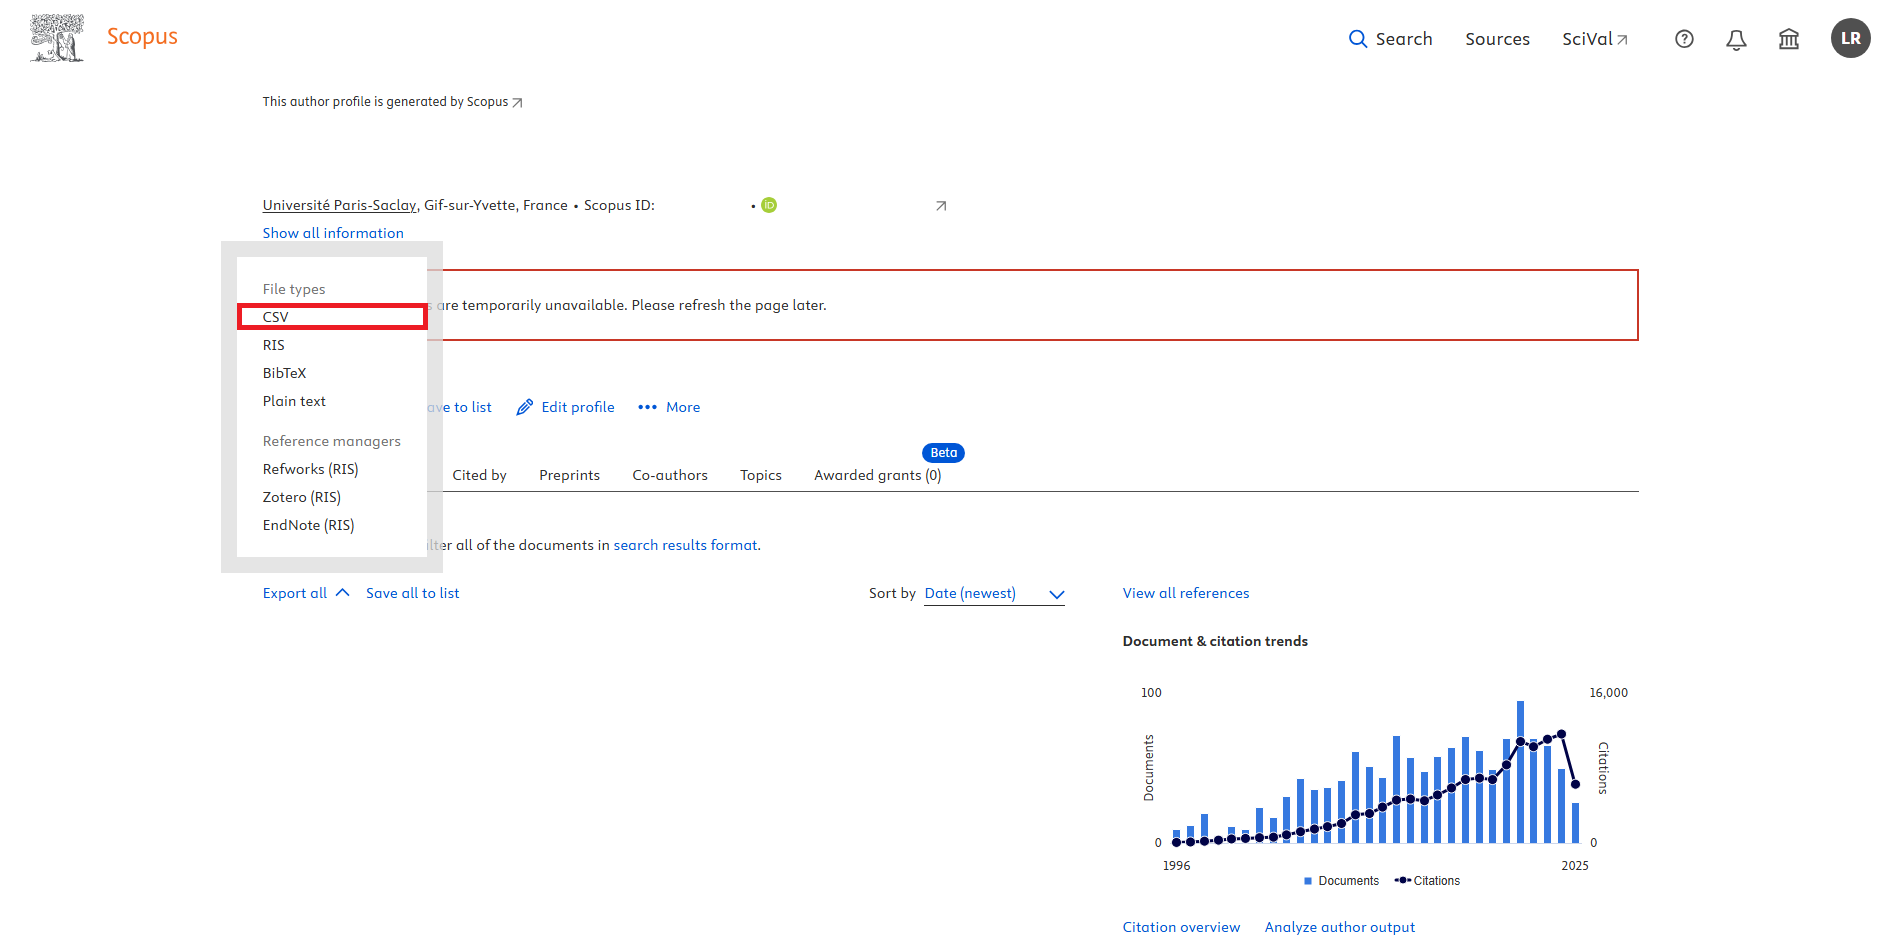 Scopus
Search
Sources
SciVal
LR
This author profile is generated by Scopus
Université Paris-Saclay, Gif-sur-Yvette, France • Scopus ID: • iD
Show all information
File types
CSV
are temporarily unavailable. Please refresh the page later.
RIS
BibTeX
Plain text
to list
Edit profile
More
Reference managers
Refworks (RIS)
Zotero (RIS)
EndNote (RIS)
Cited by
Preprints
Co-authors
Topics
Awarded grants (0)
Beta
all of the documents in search results format.
Export all
Save all to list
Sort by Date (newest)
View all references
Document & citation trends
100
16,000
Documents
Citations
0
0
1996
2025
Documents
Citations
Citation overview
Analyze author output